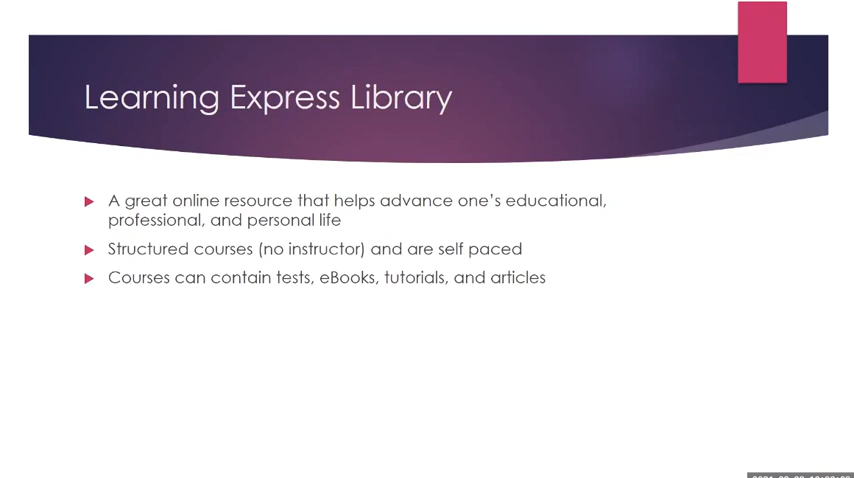 Learning Express Library
A great online resource that helps advance one’s educational,
professional, and personal life
Structured courses (no instructor) and are self paced
Courses can contain tests, eBooks, tutorials, and articles